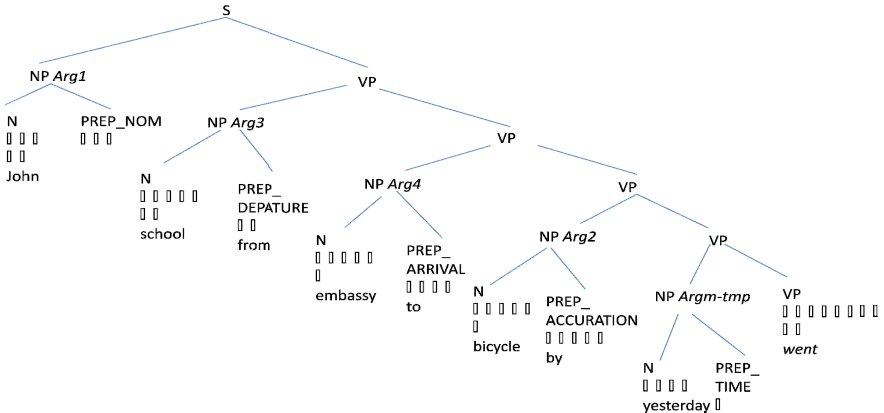 S
NP Arg1
VP
N
PREP_NOM
John
NP Arg3
VP
N
school
PREP_
DEPATURE
from
NP Arg4
VP
N
embassy
PREP_
ARRIVAL
to
NP Arg2
VP
N
bicycle
PREP_
ACCURATION
by
NP Argm-tmp
VP
went
N
yesterday
PREP_
TIME